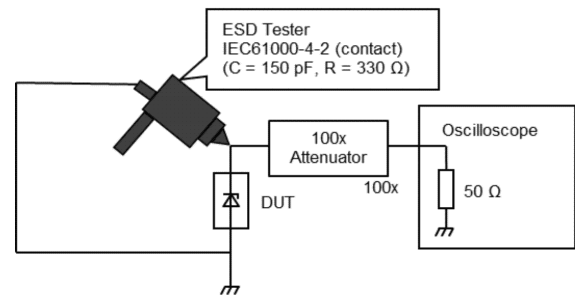 ESD Tester
IEC61000-4-2 (contact)
(C = 150 pF, R = 330 Ω)
100x
Attenuator
100x
Oscilloscope
50 Ω
DUT